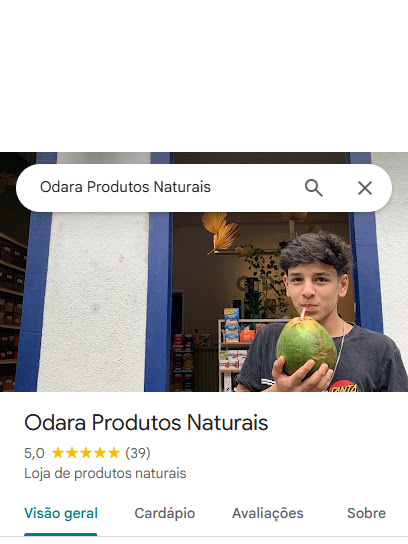 Odara Produtos Naturais
Odara Produtos Naturais
5,0 ★★★★★ (39)
Loja de produtos naturais
Visão geral
Cardápio
Avaliações
Sobre